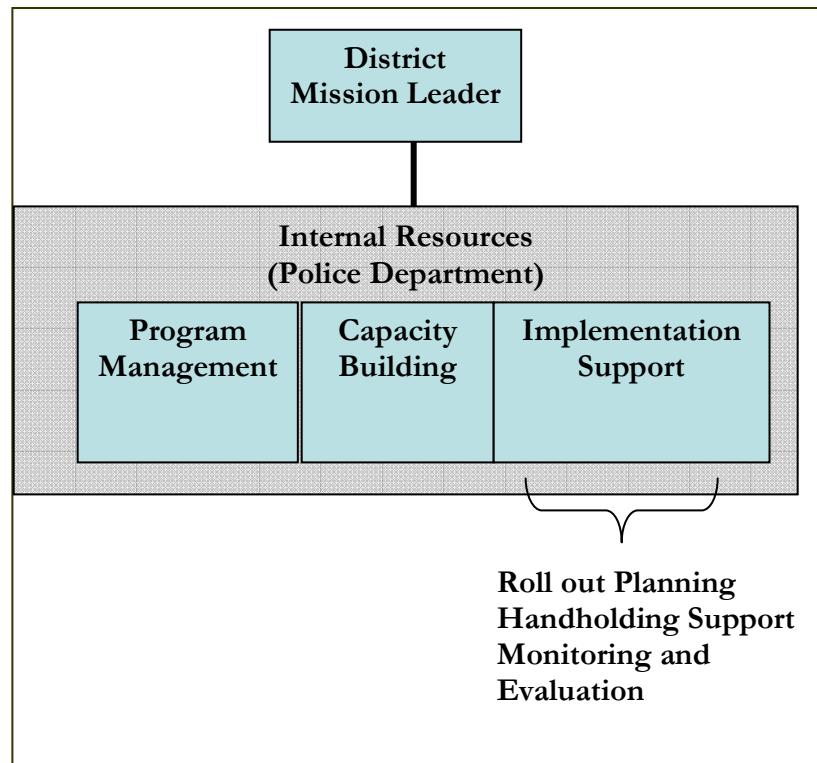 District
Mission Leader
Internal Resources
(Police Department)
Program
Management
Capacity
Building
Implementation
Support
Roll out Planning
Handholding Support
Monitoring and
Evaluation